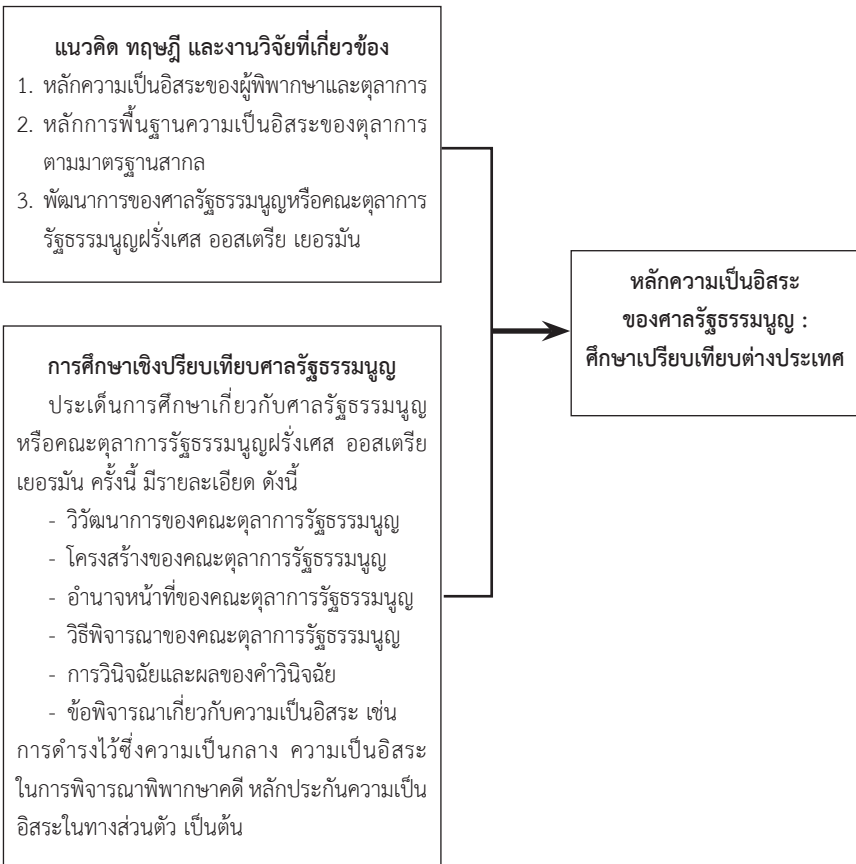 แนวคิด ทฤษฎี และงานวิจัยที่เกี่ยวข้อง
1. หลักความเป็นอิสระของผู้พิพากษาและตุลาการ
2. หลักการพื้นฐานความเป็นอิสระของตุลาการ
ตามมาตรฐานสากล
3. พัฒนาการของศาลรัฐธรรมนูญหรือคณะตุลาการ
รัฐธรรมนูญฝรั่งเศส ออสเตรีย เยอรมัน
การศึกษาเชิงปรียบเทียบศาลรัฐธรรมนูญ
ประเด็นการศึกษาเกี่ยวกับศาลรัฐธรรมนูญ
หรือคณะตุลาการรัฐธรรมนูญฝรั่งเศส ออสเตรีย
เยอรมัน ครั้งนี้ มีรายละเอียด ดังนี้
- วิวัฒนาการของคณะตุลาการรัฐธรรมนูญ
- โครงสร้างของคณะตุลาการรัฐธรรมนูญ
- อำนาจหน้าที่ของคณะตุลาการรัฐธรรมนูญ
- วิธีพิจารณาของคณะตุลาการรัฐธรรมนูญ
- การวินิจฉัยและผลของคำวินิจฉัย
- ข้อพิจารณาเกี่ยวกับความเป็นอิสระ เช่น
การดำรงไว้ซึ่งความเป็นกลาง ความเป็นอิสระ
ในการพิจารณาพิพากษาคดี หลักประกันความเป็น
อิสระในทางส่วนตัว เป็นต้น
หลักความเป็นอิสระ
ของศาลรัฐธรรมนูญ :
ศึกษาเปรียบเทียบต่างประเทศ